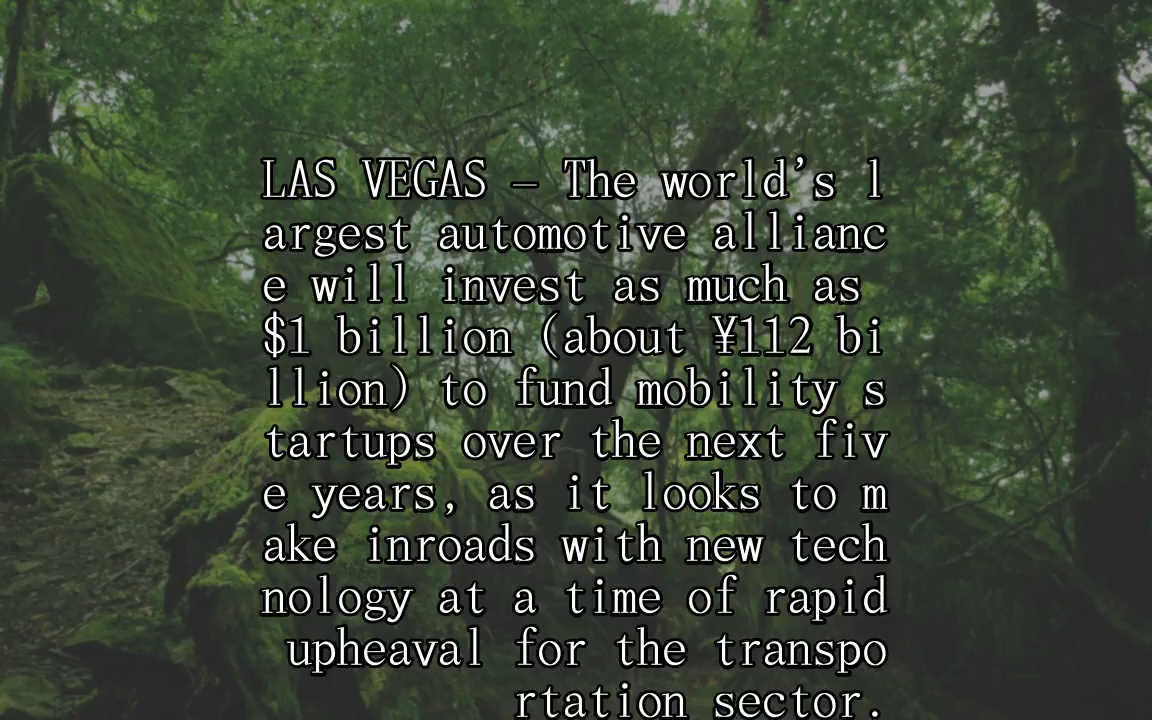 LAS VEGAS – The world’s l
argest automotive allianc
e will invest as much as
$1 billion (about ¥112 bi
llion) to fund mobility s
tartups over the next fiv
e years, as it looks to m
ake inroads with new tech
nology at a time of rapid
upheaval for the transpo
rtation sector.